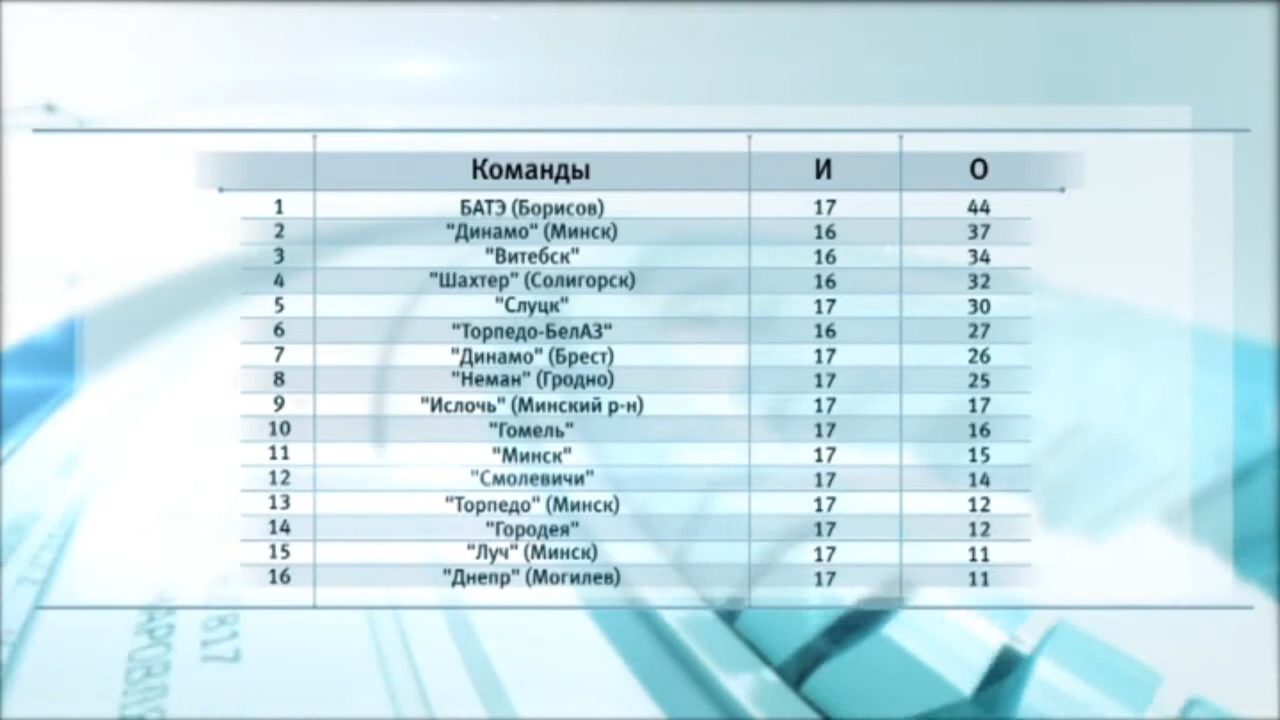 Команды И О
1 БАТЭ (Борисов) 17 44
2 "Динамо" (Минск) 16 37
3 "Витебск" 16 34
4 "Шахтер" (Солигорск) 16 32
5 "Слуцк" 17 30
6 "Торпедо-БелАЗ" 16 27
7 "Динамо" (Брест) 17 26
8 "Неман" (Гродно) 17 25
9 "Ислочь" (Минский р-н) 17 17
10 "Гомель" 17 16
11 "Минск" 17 15
12 "Смолевичи" 17 14
13 "Торпедо" (Минск) 17 12
14 "Городея" 17 12
15 "Луч" (Минск) 17 11
16 "Днепр" (Могилев) 17 11
817